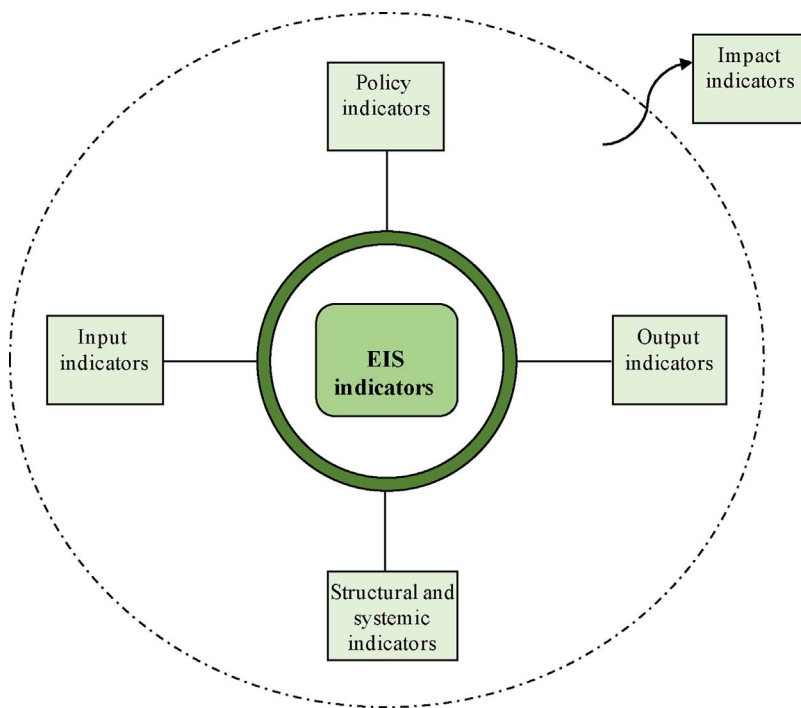 Impact
indicators
Policy
indicators
Input
indicators
EIS
indicators
Output
indicators
Structural and
systemic
indicators